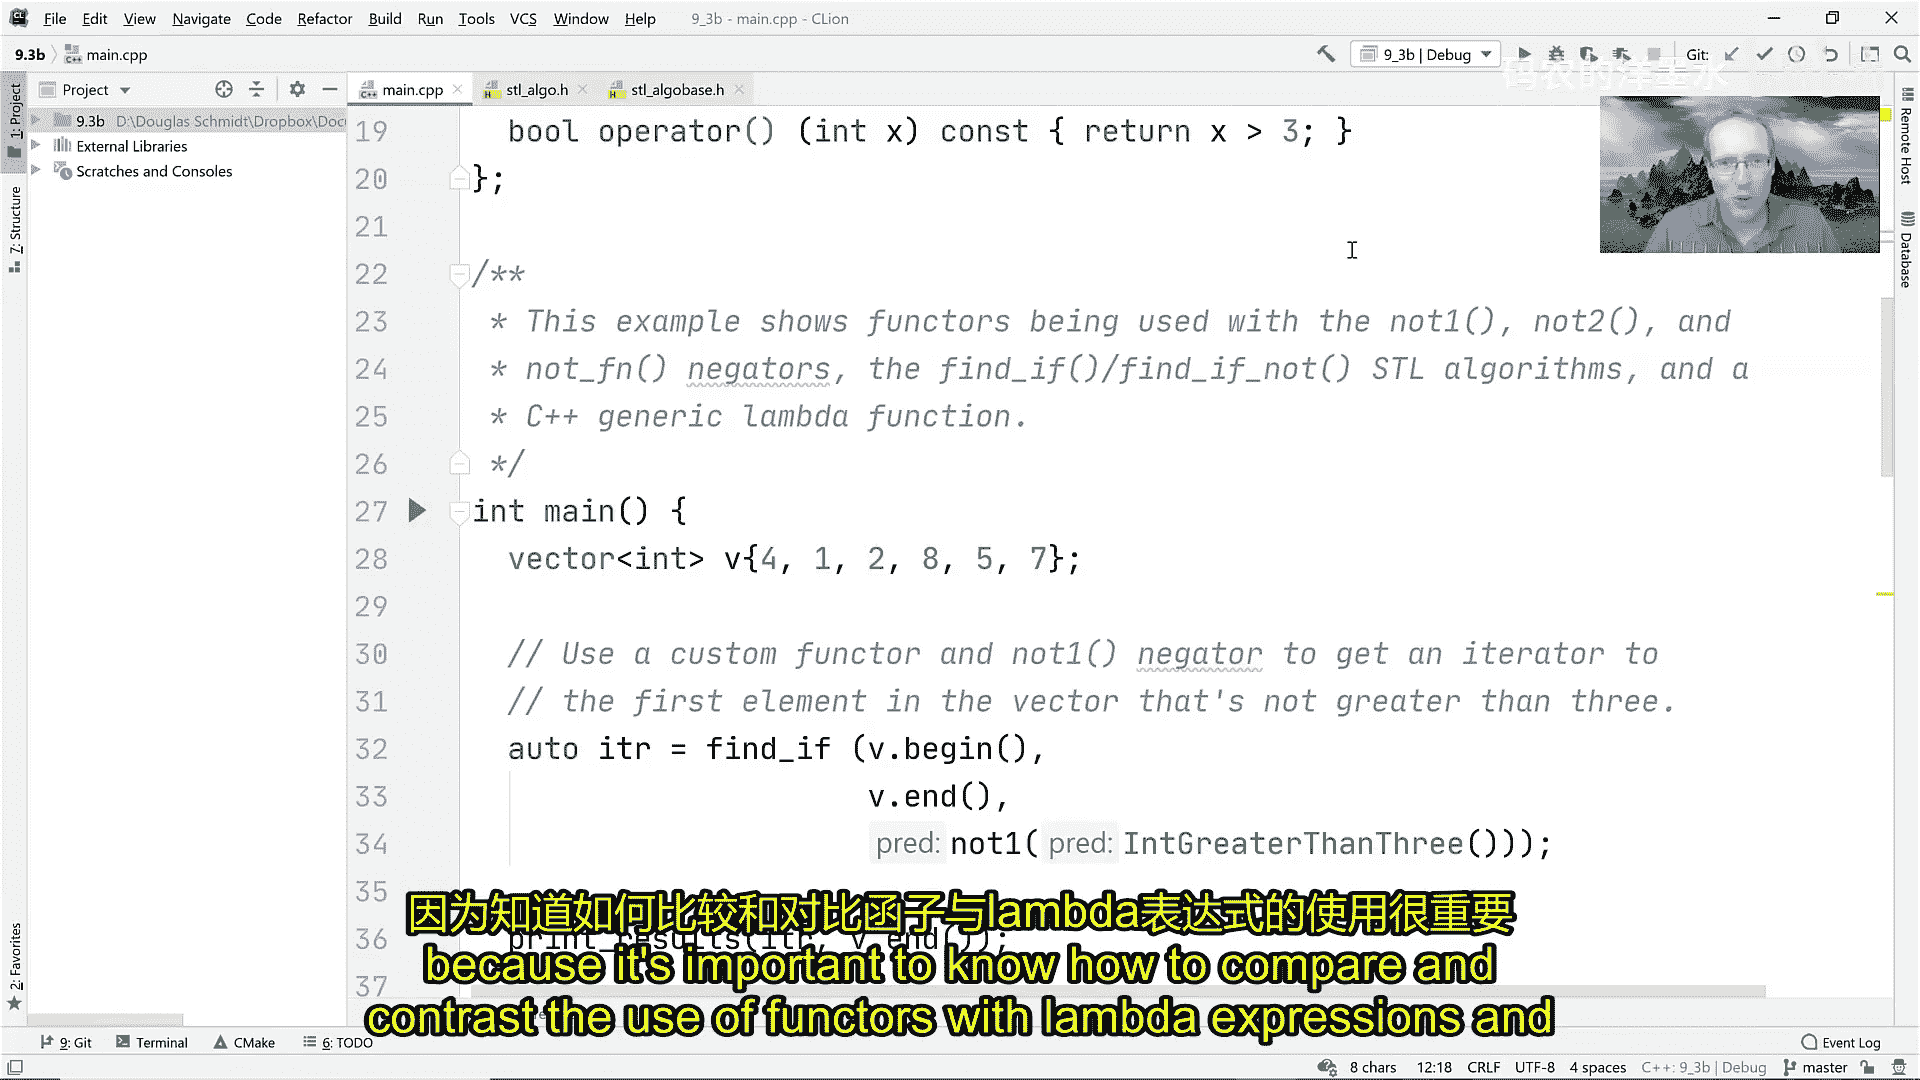 File Edit View Navigate Code Refactor Build Run Tools VCS Window Help 9_3b - main.cpp - CLion
9.3b main.cpp 9_3b | Debug Git:
码农的洋墨水
1: Project
7: Structure
2: Favorites
Project
9.3b D:\Douglas Schmidt\Dropbox\Doc
External Libraries
Scratches and Consoles
main.cpp stl_algo.h stl_algobase.h
19 bool operator() (int x) const { return x > 3; }
20 };
21
22 /**
23 * This example shows functors being used with the not1(), not2(), and
24 * not_fn() negators, the find_if()/find_if_not() STL algorithms, and a
25 * C++ generic lambda function.
26 */
27 int main() {
28 vector<int> v{4, 1, 2, 8, 5, 7};
29
30 // Use a custom functor and not1() negator to get an iterator to
31 // the first element in the vector that's not greater than three.
32 auto itr = find_if (v.begin(),
33 v.end(),
34 pred: not1( pred: IntGreaterThanThree()));
35
36 print_results(itr, v.end());
37
因为知道如何比较和对比函子与lambda表达式的使用很重要
because it's important to know how to compare and
contrast the use of functors with lambda expressions and
Remote Host
Database
9: Git Terminal CMake 6: TODO Event Log
8 chars 12:18 CRLF UTF-8 4 spaces C++: 9_3b | Debug master